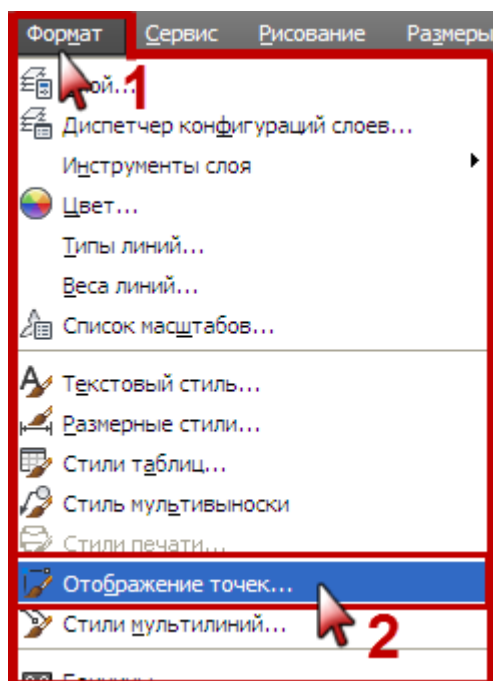 Формат Сервис Рисование Размеры
1
Диспетчер конфигураций слоев...
Инструменты слоя
Цвет...
Типы линий...
Веса линий...
Список масштабов...
Текстовый стиль...
Размерные стили...
Стили таблиц...
Стиль мультивыноски
Стили печати...
Отображение точек...
Стили мультилиний...
2